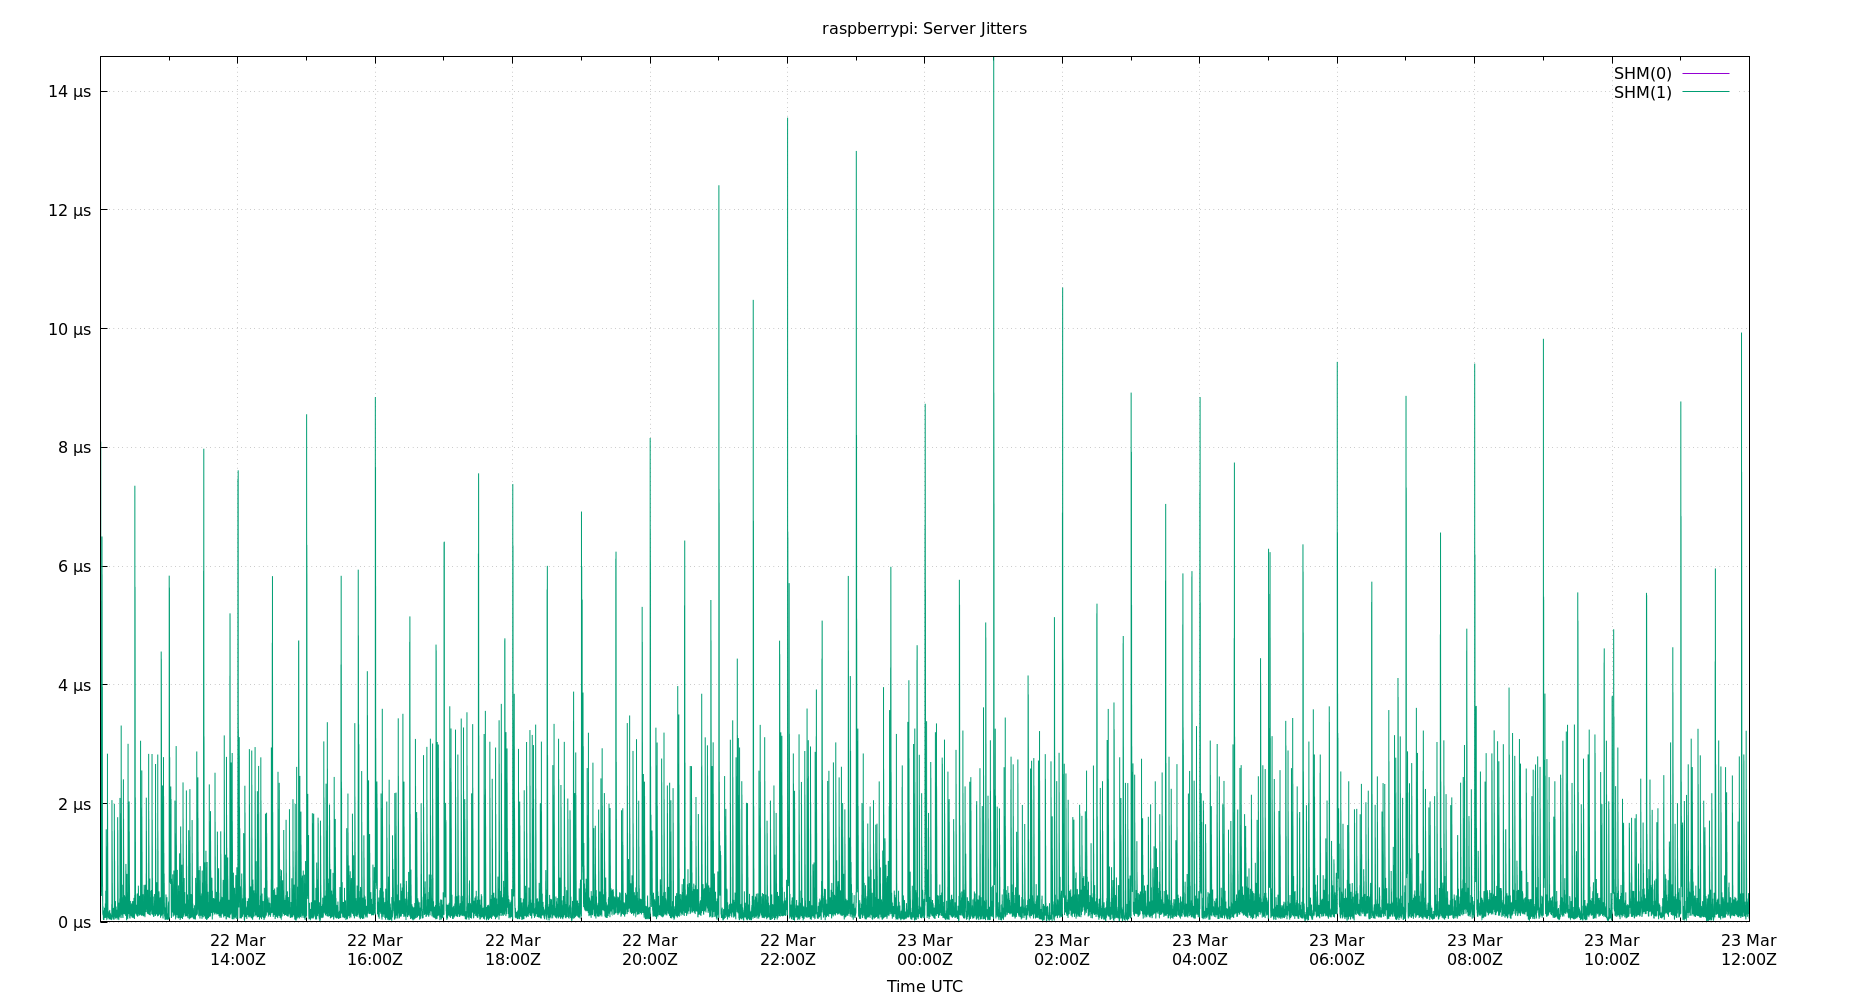 raspberrypi: Server Jitters
SHM(0)
SHM(1)
14 µs
12 µs
10 µs
8 µs
6 µs
4 µs
2 µs
0 µs
22 Mar 22 Mar 22 Mar 22 Mar 22 Mar 23 Mar 23 Mar 23 Mar 23 Mar 23 Mar 23 Mar 23 Mar
14:00Z 16:00Z 18:00Z 20:00Z 22:00Z 00:00Z 02:00Z 04:00Z 06:00Z 08:00Z 10:00Z 12:00Z
Time UTC